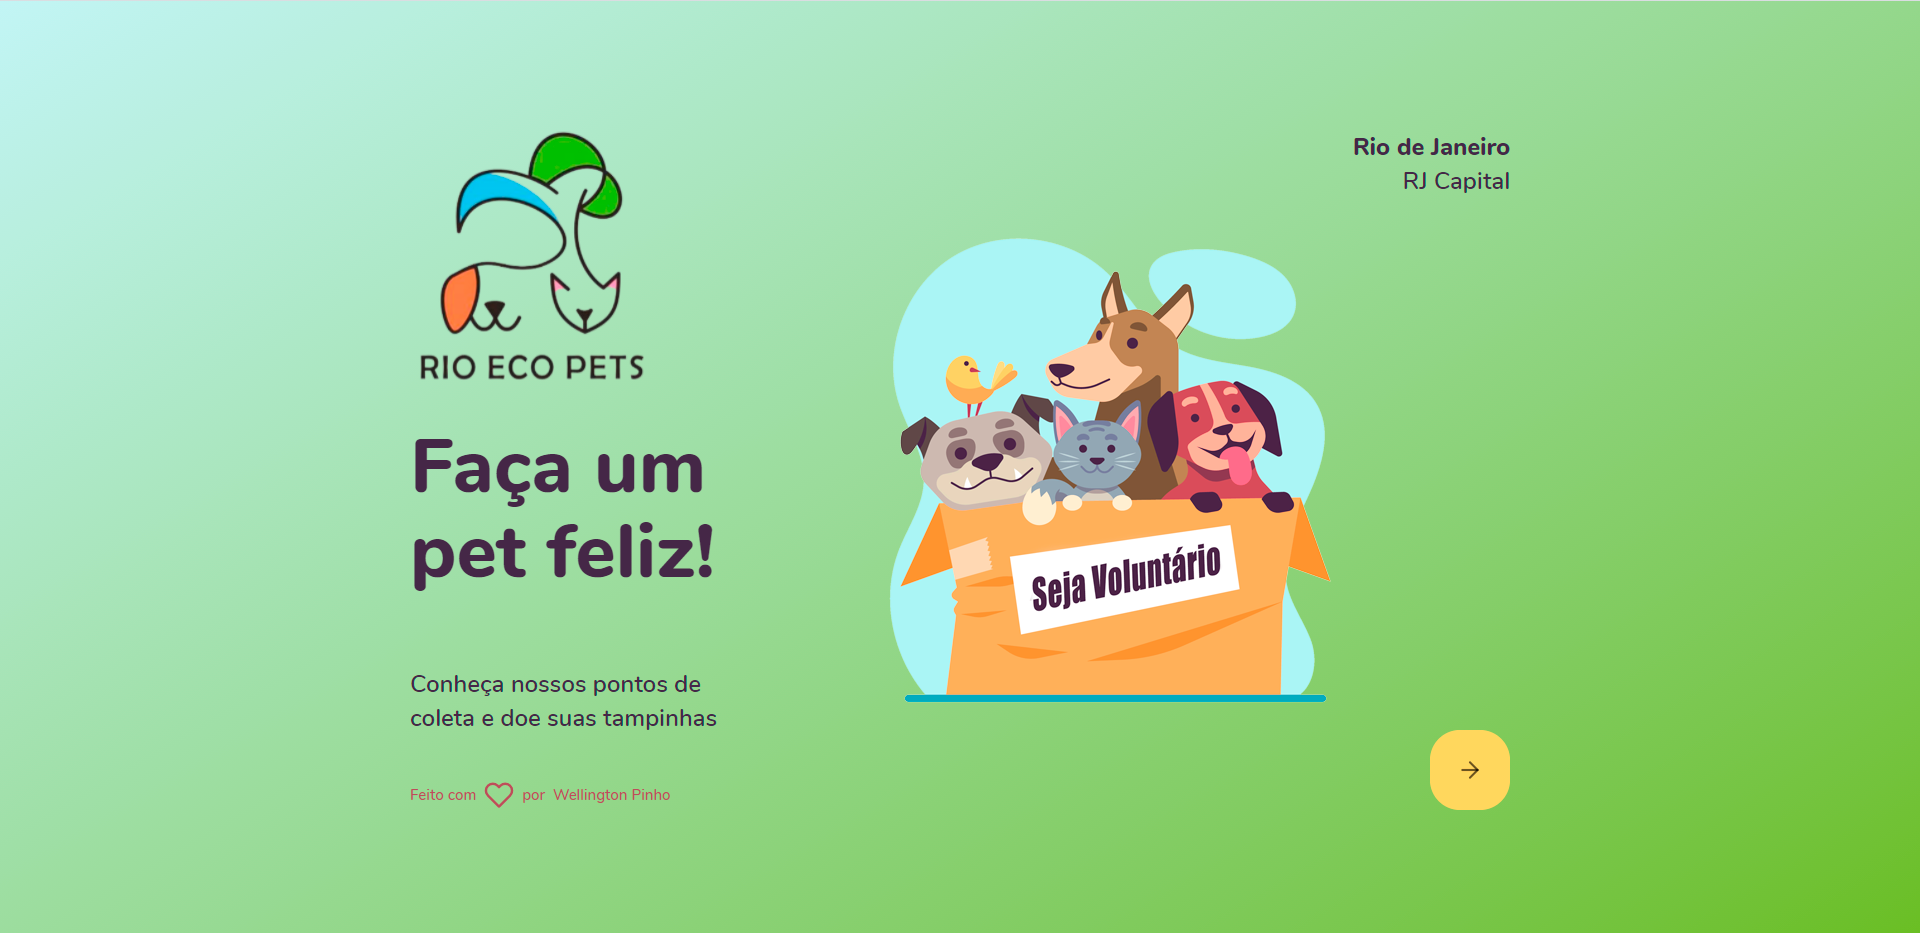 RIO ECO PETS
Faça um
pet feliz!
Conheça nossos pontos de
coleta e doe suas tampinhas
Feito com por Wellington Pinho
Rio de Janeiro
RJ Capital
Seja Voluntário